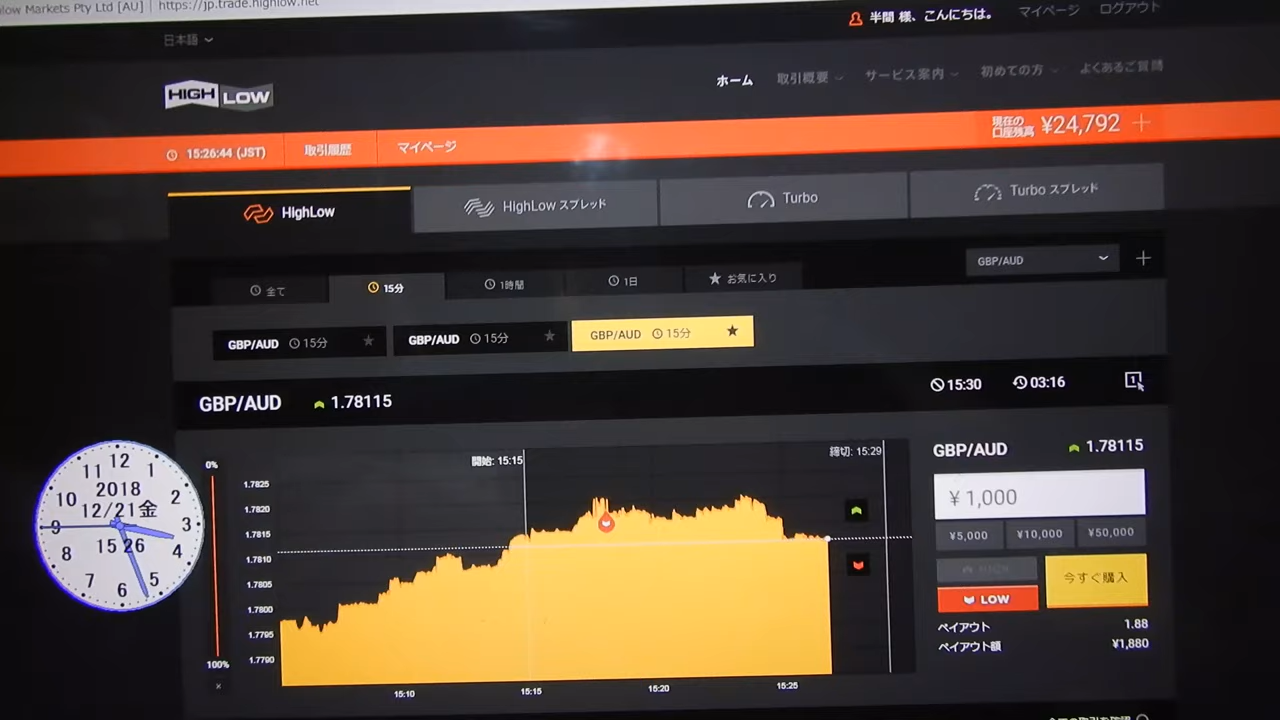 low Markets Pty Ltd [AU] | https://jp.trade.highlow.net
日本語
半間 様、こんにちは。
マイページ
ログアウト
HIGH LOW
ホーム
取引概要
サービス案内
初めての方
よくあるご質問
15:26:44 (JST)
取引履歴
マイページ
現在の
口座残高
¥24,792
HighLow
HighLow スプレッド
Turbo
Turbo スプレッド
全て
15分
1時間
1日
お気に入り
GBP/AUD
GBP/AUD 15分
GBP/AUD 15分
GBP/AUD 15分
GBP/AUD 1.78115
15:30
03:16
1
0%
100%
×
開始: 15:15
締切: 15:29
1.7825
1.7820
1.7815
1.7810
1.7805
1.7800
1.7795
1.7790
15:10
15:15
15:20
15:25
GBP/AUD 1.78115
¥ 1,000
¥5,000
¥10,000
¥50,000
HIGH
LOW
今すぐ購入
ペイアウト 1.88
ペイアウト額 ¥1,880
12
1
2
3
4
5
6
7
8
9
10
11
2018
12/21金
15 26